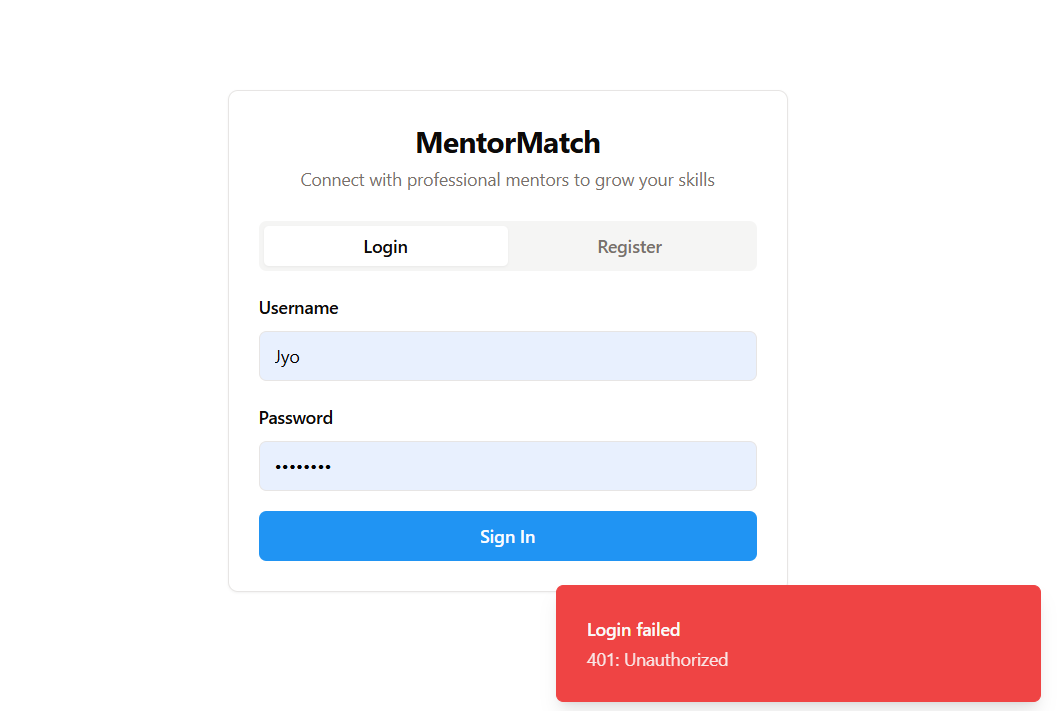 MentorMatch
Connect with professional mentors to grow your skills
Login
Register
Username
Jyo
Password
••••••••
Sign In
Login failed
401: Unauthorized